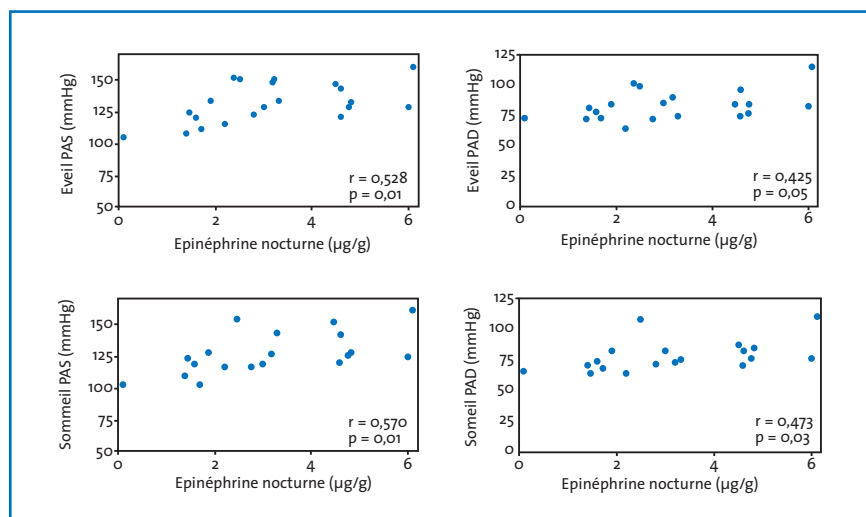 Eveil PAS (mmHg)
150
125
100
75
50
0
2
4
6
r = 0,528
p = 0,01
Epinéphrine nocturne (µg/g)
Eveil PAD (mmHg)
125
100
75
50
25
0
0
2
4
6
r = 0,425
p = 0,05
Epinéphrine nocturne (µg/g)
Sommeil PAS (mmHg)
150
125
100
75
50
0
2
4
6
r = 0,570
p = 0,01
Epinéphrine nocturne (µg/g)
Someil PAD (mmHg)
125
100
75
50
25
0
0
2
4
6
r = 0,473
p = 0,03
Epinéphrine nocturne (µg/g)